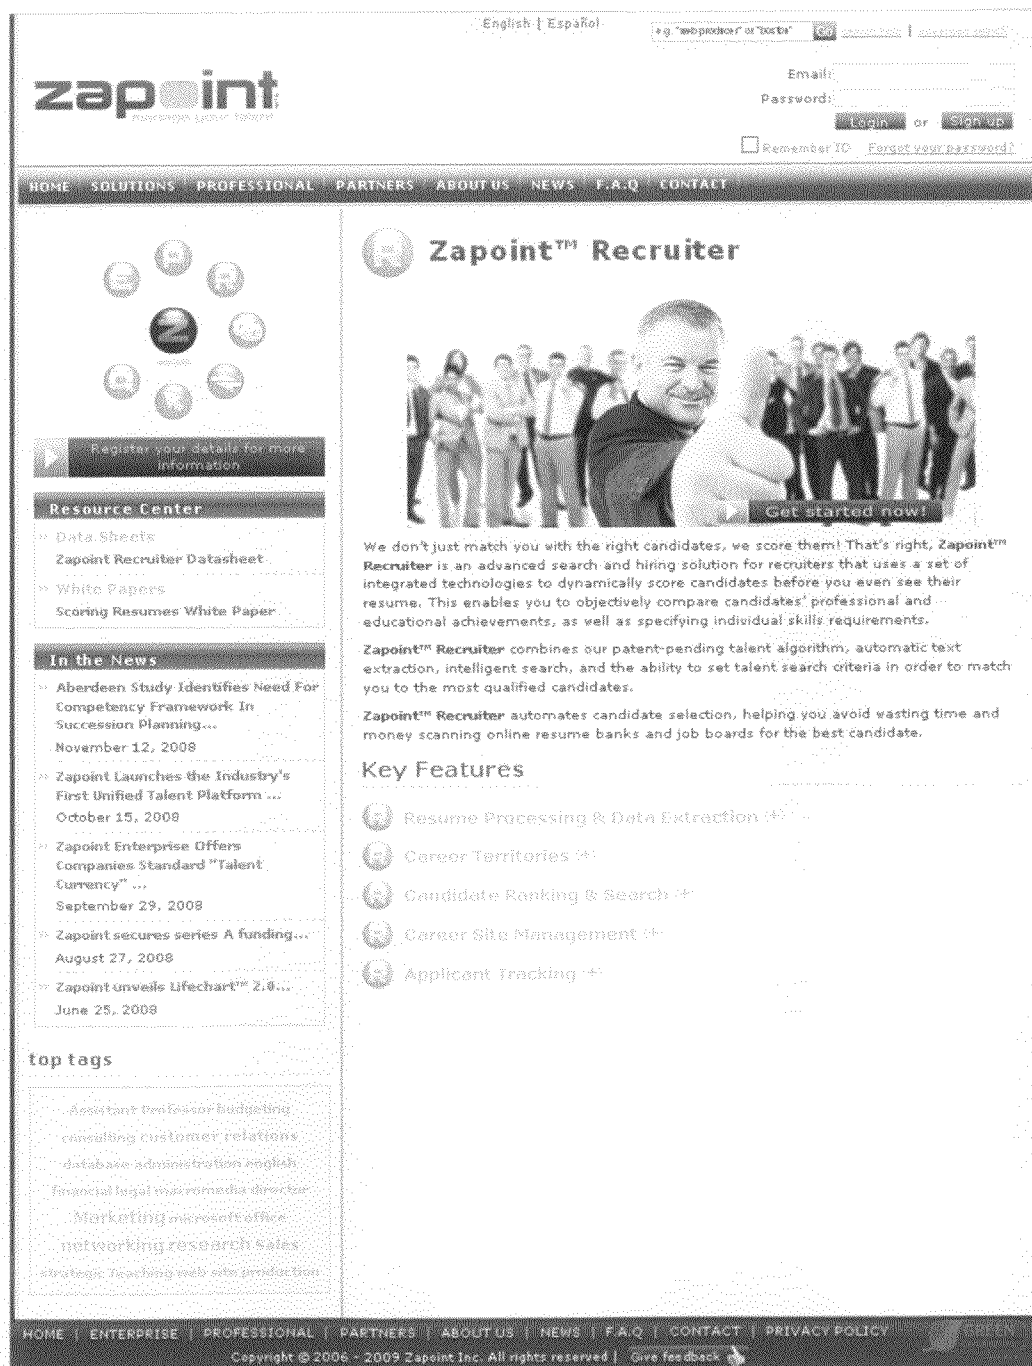 English | Español
e.g. "web producer" or "boston" Go search help | advanced search
zapoint
manage your talent
Email:
Password:
Login or Sign up
Remember ID Forgot your password?
HOME SOLUTIONS PROFESSIONAL PARTNERS ABOUT US NEWS F.A.Q CONTACT
Register your details for more
information
Resource Center
Data Sheets
Zapoint Recruiter Datasheet
White Papers
Scoring Resumes White Paper
In the News
Aberdeen Study Identifies Need For
Competency Framework In
Succession Planning...
November 12, 2008
Zapoint Launches the Industry's
First Unified Talent Platform ...
October 15, 2008
Zapoint Enterprise Offers
Companies Standard "Talent
Currency" ...
September 29, 2008
Zapoint secures series A funding...
August 27, 2008
Zapoint unveils Lifechart™ 2.0...
June 25, 2008
top tags
Assistant Professor budgeting
consulting customer relations
database administration english
financial legal macromedia director
Marketing microsoft office
networking research Sales
strategic Teaching web site production
Zapoint™ Recruiter
Get started now!
We don't just match you with the right candidates, we score them! That's right, Zapoint™
Recruiter is an advanced search and hiring solution for recruiters that uses a set of
integrated technologies to dynamically score candidates before you even see their
resume. This enables you to objectively compare candidates' professional and
educational achievements, as well as specifying individual skills requirements.
Zapoint™ Recruiter combines our patent-pending talent algorithm, automatic text
extraction, intelligent search, and the ability to set talent search criteria in order to match
you to the most qualified candidates.
Zapoint™ Recruiter automates candidate selection, helping you avoid wasting time and
money scanning online resume banks and job boards for the best candidate.
Key Features
Resume Processing & Data Extraction [+]
Career Territories [+]
Candidate Ranking & Search [+]
Career Site Management [+]
Applicant Tracking [+]
HOME | ENTERPRISE | PROFESSIONAL | PARTNERS | ABOUT US | NEWS | F.A.Q | CONTACT | PRIVACY POLICY
GREEN
Copyright © 2006 - 2009 Zapoint Inc. All rights reserved | Give feedback